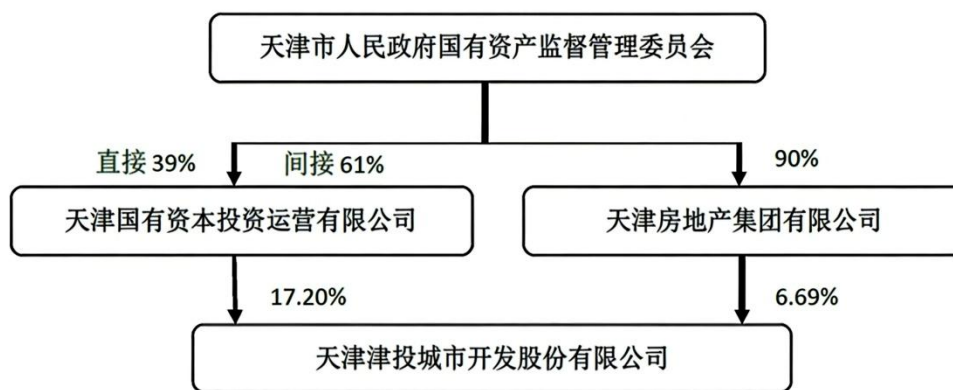 天津市人民政府国有资产监督管理委员会
直接 39% 间接 61% 90%
天津国有资本投资运营有限公司 天津房地产集团有限公司
17.20% 6.69%
天津津投城市开发股份有限公司